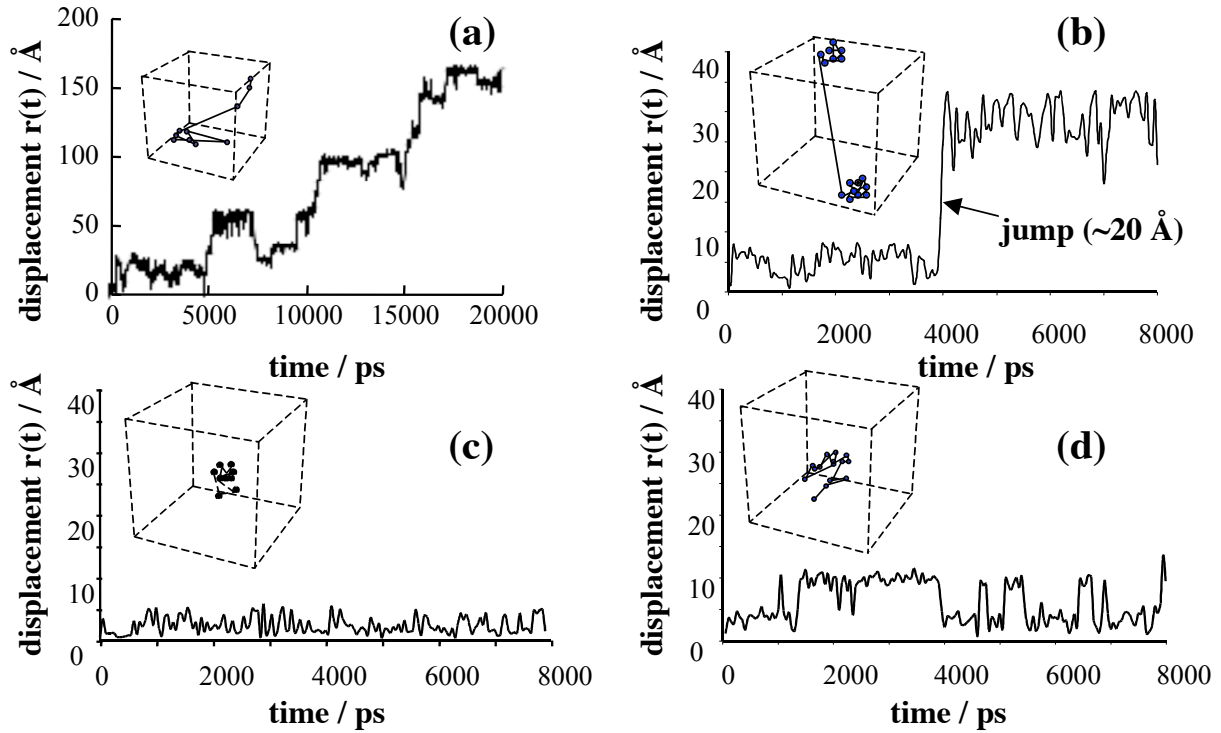 (a)
200
150
100
50
0
displacement r(t) / Å
0 5000 10000 15000 20000
time / ps
(b)
40
30
20
10
0
displacement r(t) / Å
jump (~20 Å)
0 2000 4000 6000 8000
time / ps
(c)
40
30
20
10
0
displacement r(t) / Å
0 2000 4000 6000 8000
time / ps
(d)
40
30
20
10
0
displacement r(t) / Å
0 2000 4000 6000 8000
time / ps